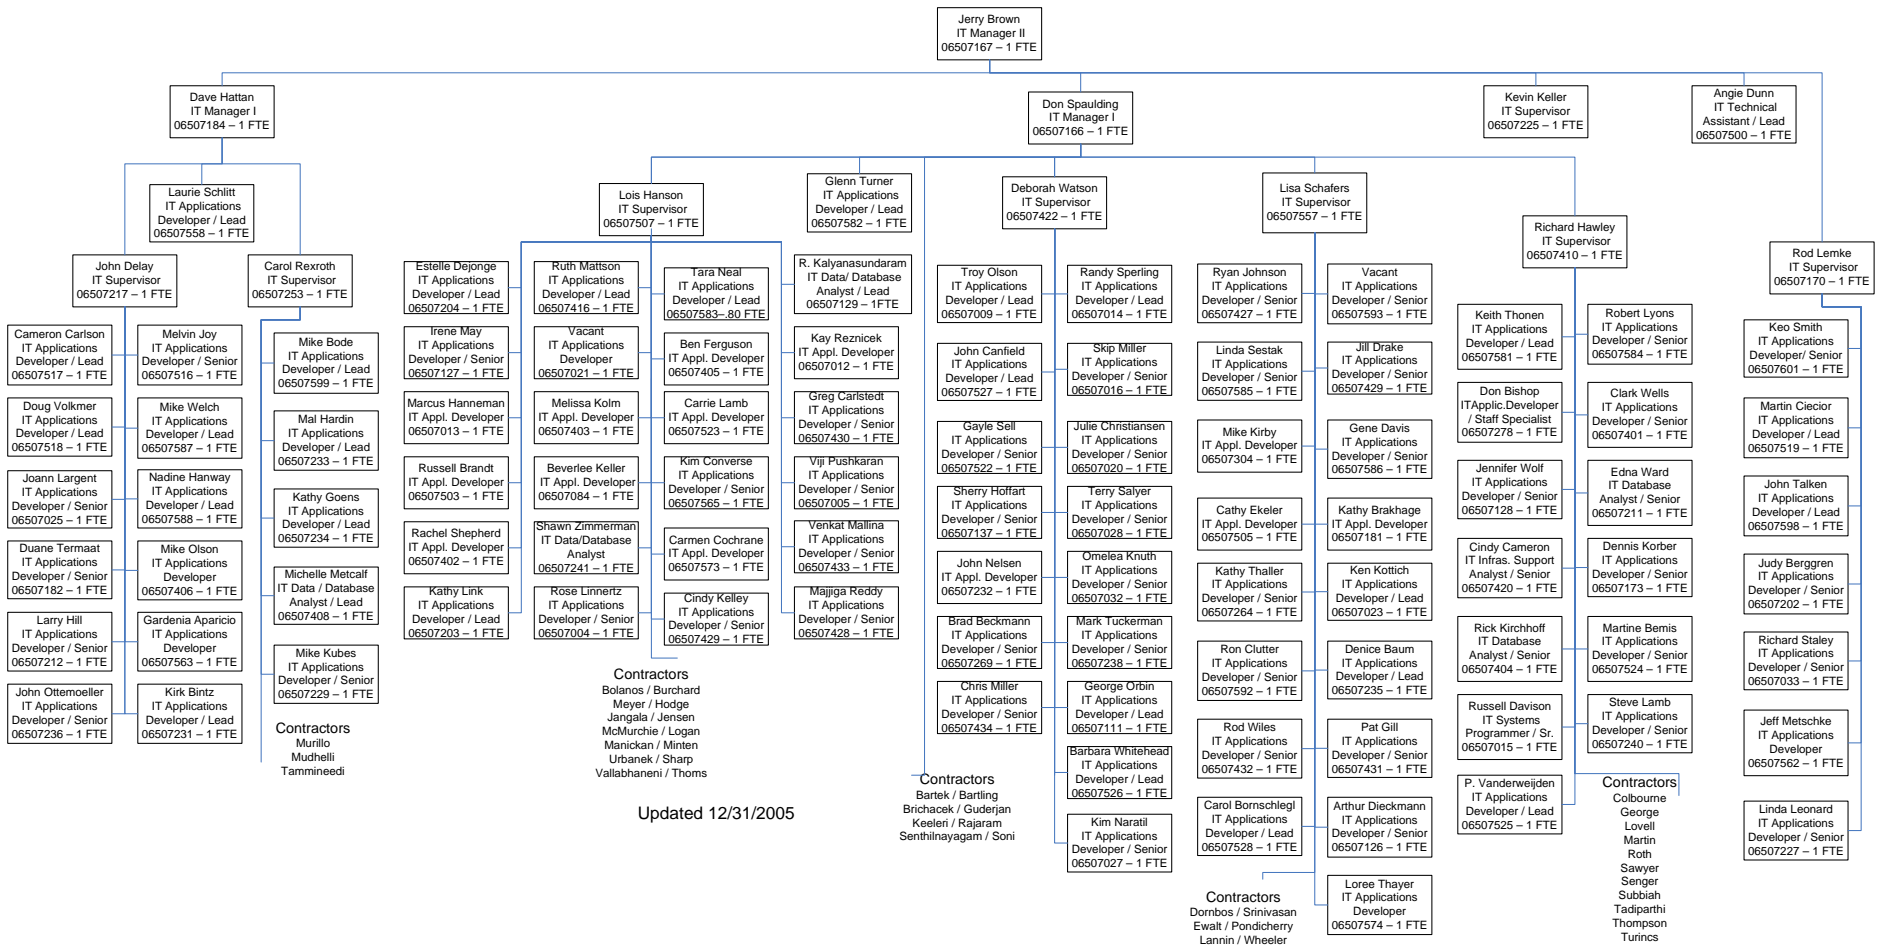 Jerry Brown
IT Manager II
06507167 – 1 FTE
Dave Hattan
IT Manager I
06507184 – 1 FTE
Don Spaulding
IT Manager I
06507166 – 1 FTE
Kevin Keller
IT Supervisor
06507225 – 1 FTE
Angie Dunn
IT Technical
Assistant / Lead
06507500 – 1 FTE
Laurie Schlitt
IT Applications
Developer / Lead
06507558 – 1 FTE
Lois Hanson
IT Supervisor
06507507 – 1 FTE
Glenn Turner
IT Applications
Developer / Lead
06507582 – 1 FTE
Deborah Watson
IT Supervisor
06507422 – 1 FTE
Lisa Schafers
IT Supervisor
06507557 – 1 FTE
Richard Hawley
IT Supervisor
06507410 – 1 FTE
Rod Lemke
IT Supervisor
06507170 – 1 FTE
John Delay
IT Supervisor
06507217 – 1 FTE
Carol Rexroth
IT Supervisor
06507253 – 1 FTE
Cameron Carlson
IT Applications
Developer / Lead
06507517 – 1 FTE
Melvin Joy
IT Applications
Developer / Senior
06507516 – 1 FTE
Doug Volkmer
IT Applications
Developer / Lead
06507518 – 1 FTE
Mike Welch
IT Applications
Developer / Lead
06507587 – 1 FTE
Joann Largent
IT Applications
Developer / Senior
06507025 – 1 FTE
Nadine Hanway
IT Applications
Developer / Lead
06507588 – 1 FTE
Duane Termaat
IT Applications
Developer / Senior
06507182 – 1 FTE
Mike Olson
IT Applications
Developer
06507406 – 1 FTE
Larry Hill
IT Applications
Developer / Senior
06507212 – 1 FTE
Gardenia Aparicio
IT Applications
Developer
06507563 – 1 FTE
John Ottemoeller
IT Applications
Developer / Senior
06507236 – 1 FTE
Kirk Bintz
IT Applications
Developer / Lead
06507231 – 1 FTE
Mike Bode
IT Applications
Developer / Lead
06507599 – 1 FTE
Mal Hardin
IT Applications
Developer / Lead
06507233 – 1 FTE
Kathy Goens
IT Applications
Developer / Lead
06507234 – 1 FTE
Michelle Metcalf
IT Data / Database
Analyst / Lead
06507408 – 1 FTE
Mike Kubes
IT Applications
Developer / Senior
06507229 – 1 FTE
Contractors
Murillo
Mudhelli
Tammineedi
Estelle Dejonge
IT Applications
Developer / Lead
06507204 – 1 FTE
Ruth Mattson
IT Applications
Developer / Lead
06507416 – 1 FTE
Tara Neal
IT Applications
Developer / Lead
06507583–.80 FTE
R. Kalyanasundaram
IT Data/ Database
Analyst / Lead
06507129 – 1FTE
Irene May
IT Applications
Developer / Senior
06507127 – 1 FTE
Vacant
IT Applications
Developer
06507021 – 1 FTE
Ben Ferguson
IT Appl. Developer
06507405 – 1 FTE
Kay Reznicek
IT Appl. Developer
06507012 – 1 FTE
Marcus Hanneman
IT Appl. Developer
06507013 – 1 FTE
Melissa Kolm
IT Appl. Developer
06507403 – 1 FTE
Carrie Lamb
IT Appl. Developer
06507523 – 1 FTE
Greg Carlstedt
IT Applications
Developer / Senior
06507430 – 1 FTE
Russell Brandt
IT Appl. Developer
06507503 – 1 FTE
Beverlee Keller
IT Appl. Developer
06507084 – 1 FTE
Kim Converse
IT Applications
Developer / Senior
06507565 – 1 FTE
Viji Pushkaran
IT Applications
Developer / Senior
06507005 – 1 FTE
Rachel Shepherd
IT Appl. Developer
06507402 – 1 FTE
Shawn Zimmerman
IT Data/Database
Analyst
06507241 – 1 FTE
Carmen Cochrane
IT Appl. Developer
06507573 – 1 FTE
Venkat Mallina
IT Applications
Developer / Senior
06507433 – 1 FTE
Kathy Link
IT Applications
Developer / Lead
06507203 – 1 FTE
Rose Linnertz
IT Applications
Developer / Senior
06507004 – 1 FTE
Cindy Kelley
IT Applications
Developer / Senior
06507429 – 1 FTE
Majjiga Reddy
IT Applications
Developer / Senior
06507428 – 1 FTE
Contractors
Bolanos / Burchard
Meyer / Hodge
Jangala / Jensen
McMurchie / Logan
Manickan / Minten
Urbanek / Sharp
Vallabhaneni / Thoms
Updated 12/31/2005
Contractors
Bartek / Bartling
Brichacek / Guderjan
Keeleri / Rajaram
Senthilnayagam / Soni
Troy Olson
IT Applications
Developer / Lead
06507009 – 1 FTE
Randy Sperling
IT Applications
Developer / Lead
06507014 – 1 FTE
John Canfield
IT Applications
Developer / Lead
06507527 – 1 FTE
Skip Miller
IT Applications
Developer / Senior
06507016 – 1 FTE
Gayle Sell
IT Applications
Developer / Senior
06507522 – 1 FTE
Julie Christiansen
IT Applications
Developer / Senior
06507020 – 1 FTE
Sherry Hoffart
IT Applications
Developer / Senior
06507137 – 1 FTE
Terry Salyer
IT Applications
Developer / Senior
06507028 – 1 FTE
John Nelsen
IT Appl. Developer
06507232 – 1 FTE
Omelea Knuth
IT Applications
Developer / Senior
06507032 – 1 FTE
Brad Beckmann
IT Applications
Developer / Senior
06507269 – 1 FTE
Mark Tuckerman
IT Applications
Developer / Senior
06507238 – 1 FTE
Chris Miller
IT Applications
Developer / Senior
06507434 – 1 FTE
George Orbin
IT Applications
Developer / Lead
06507111 – 1 FTE
Barbara Whitehead
IT Applications
Developer / Lead
06507526 – 1 FTE
Kim Naratil
IT Applications
Developer / Senior
06507027 – 1 FTE
Ryan Johnson
IT Applications
Developer / Senior
06507427 – 1 FTE
Vacant
IT Applications
Developer / Senior
06507593 – 1 FTE
Linda Sestak
IT Applications
Developer / Senior
06507585 – 1 FTE
Jill Drake
IT Applications
Developer / Senior
06507429 – 1 FTE
Mike Kirby
IT Appl. Developer
06507304 – 1 FTE
Gene Davis
IT Applications
Developer / Senior
06507586 – 1 FTE
Cathy Ekeler
IT Appl. Developer
06507505 – 1 FTE
Kathy Brakhage
IT Appl. Developer
06507181 – 1 FTE
Kathy Thaller
IT Applications
Developer / Senior
06507264 – 1 FTE
Ken Kottich
IT Applications
Developer / Lead
06507023 – 1 FTE
Ron Clutter
IT Applications
Developer / Senior
06507592 – 1 FTE
Denice Baum
IT Applications
Developer / Lead
06507235 – 1 FTE
Rod Wiles
IT Applications
Developer / Senior
06507432 – 1 FTE
Pat Gill
IT Applications
Developer / Senior
06507431 – 1 FTE
Carol Bornschlegl
IT Applications
Developer / Lead
06507528 – 1 FTE
Arthur Dieckmann
IT Applications
Developer / Senior
06507126 – 1 FTE
Loree Thayer
IT Applications
Developer
06507574 – 1 FTE
Contractors
Dornbos / Srinivasan
Ewalt / Pondicherry
Lannin / Wheeler
Keith Thonen
IT Applications
Developer / Lead
06507581 – 1 FTE
Robert Lyons
IT Applications
Developer / Senior
06507584 – 1 FTE
Don Bishop
ITApplic.Developer
/ Staff Specialist
06507278 – 1 FTE
Clark Wells
IT Applications
Developer / Senior
06507401 – 1 FTE
Jennifer Wolf
IT Applications
Developer / Senior
06507128 – 1 FTE
Edna Ward
IT Database
Analyst / Senior
06507211 – 1 FTE
Cindy Cameron
IT Infras. Support
Analyst / Senior
06507420 – 1 FTE
Dennis Korber
IT Applications
Developer / Senior
06507173 – 1 FTE
Rick Kirchhoff
IT Database
Analyst / Senior
06507404 – 1 FTE
Martine Bemis
IT Applications
Developer / Senior
06507524 – 1 FTE
Russell Davison
IT Systems
Programmer / Sr.
06507015 – 1 FTE
Steve Lamb
IT Applications
Developer / Senior
06507240 – 1 FTE
P. Vanderweijden
IT Applications
Developer / Lead
06507525 – 1 FTE
Contractors
Colbourne
George
Lovell
Martin
Roth
Sawyer
Senger
Subbiah
Tadiparthi
Thompson
Turincs
Keo Smith
IT Applications
Developer/ Senior
06507601 – 1 FTE
Martin Ciecior
IT Applications
Developer / Lead
06507519 – 1 FTE
John Talken
IT Applications
Developer / Lead
06507598 – 1 FTE
Judy Berggren
IT Applications
Developer / Senior
06507202 – 1 FTE
Richard Staley
IT Applications
Developer / Senior
06507033 – 1 FTE
Jeff Metschke
IT Applications
Developer
06507562 – 1 FTE
Linda Leonard
IT Applications
Developer / Senior
06507227 – 1 FTE